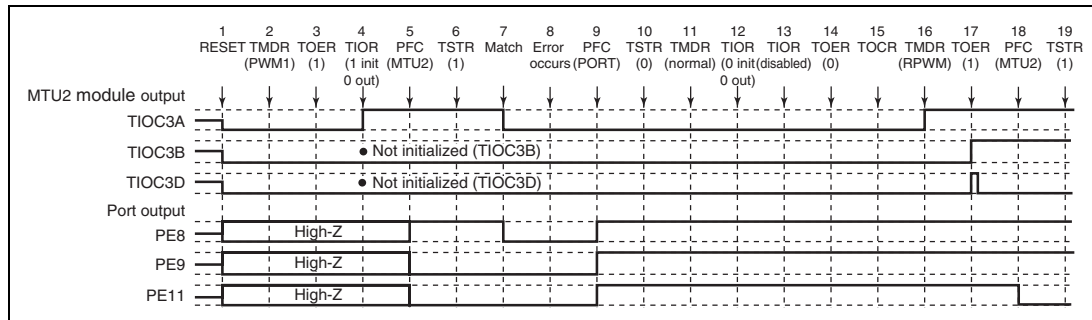 1 2 3 4 5 6 7 8 9 10 11 12 13 14 15 16 17 18 19
RESET TMDR TOER TIOR PFC TSTR Match Error PFC TSTR TMDR TIOR TIOR TOER TOCR TMDR TOER PFC TSTR
(PWM1) (1) (1 init (MTU2) (1) occurs (PORT) (0) (normal) (0 init (disabled) (0) (RPWM) (1) (MTU2) (1)
0 out) 0 out)
MTU2 module output
TIOC3A
TIOC3B ● Not initialized (TIOC3B)
TIOC3D ● Not initialized (TIOC3D)
Port output
PE8 High-Z
PE9 High-Z
PE11 High-Z